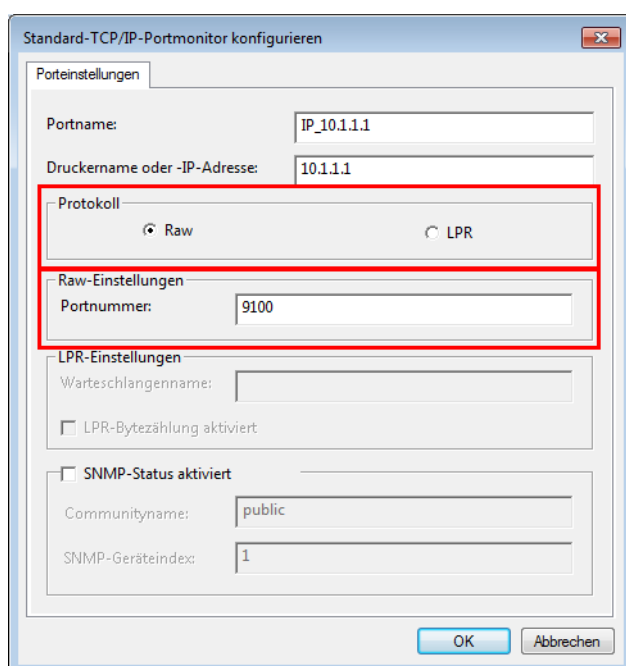 Standard-TCP/IP-Portmonitor konfigurieren
Porteinstellungen
Portname: IP_10.1.1.1
Druckername oder -IP-Adresse: 10.1.1.1
Protokoll
Raw LPR
Raw-Einstellungen
Portnummer: 9100
LPR-Einstellungen
Warteschlangenname:
LPR-Bytezählung aktiviert
SNMP-Status aktiviert
Communityname: public
SNMP-Geräteindex: 1
OK Abbrechen